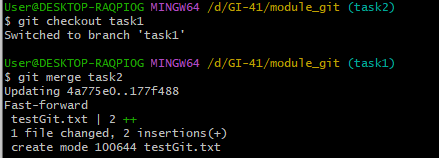 User@DESKTOP-RAQPIOG MINGW64 /d/GI-41/module_git (task2)
$ git checkout task1
Switched to branch 'task1'
User@DESKTOP-RAQPIOG MINGW64 /d/GI-41/module_git (task1)
$ git merge task2
Updating 4a775e0..177f488
Fast-forward
 testGit.txt | 2 ++
 1 file changed, 2 insertions(+)
 create mode 100644 testGit.txt